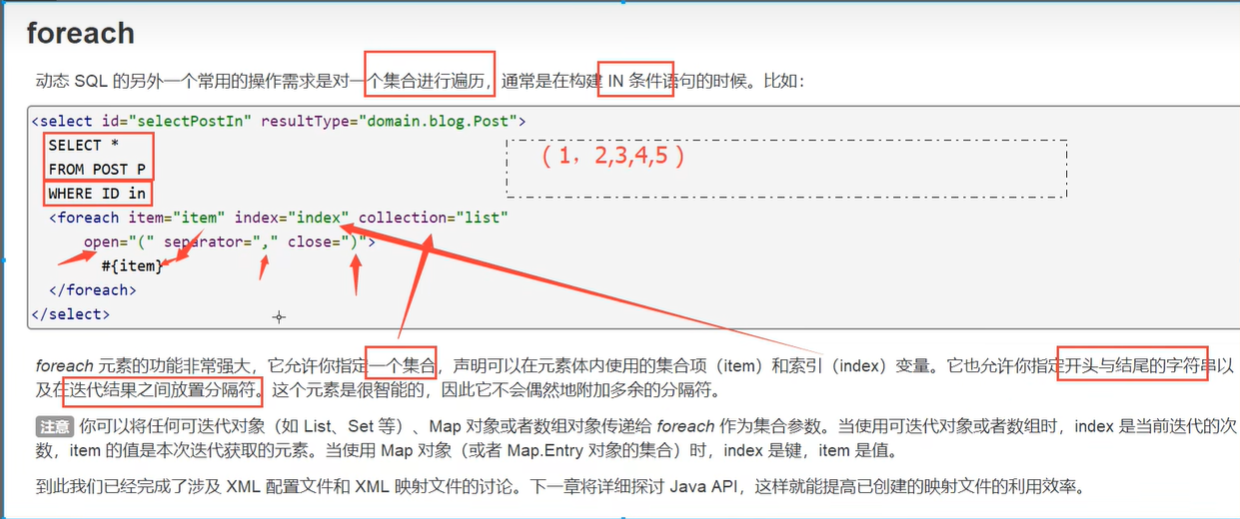 foreach
动态 SQL 的另外一个常用的操作需求是对一个集合进行遍历，通常是在构建 IN 条件语句的时候。比如：
<select id="selectPostIn" resultType="domain.blog.Post">
SELECT *
（1，2,3,4,5）
FROM POST P
WHERE ID in
<foreach item="item" index="index" collection="list"
open="(" separator="," close=")">
#{item}
</foreach>
</select>
foreach 元素的功能非常强大，它允许你指定一个集合，声明可以在元素体内使用的集合项（item）和索引（index）变量。它也允许你指定开头与结尾的字符串以
及在迭代结果之间放置分隔符。这个元素是很智能的，因此它不会偶然地附加多余的分隔符。
注意 你可以将任何可迭代对象（如 List、Set 等）、Map 对象或者数组对象传递给 foreach 作为集合参数。当使用可迭代对象或者数组时，index 是当前迭代的次
数，item 的值是本次迭代获取的元素。当使用 Map 对象（或者 Map.Entry 对象的集合）时，index 是键，item 是值。
到此我们已经完成了涉及 XML 配置文件和 XML 映射文件的讨论。下一章将详细探讨 Java API，这样就能提高已创建的映射文件的利用效率。